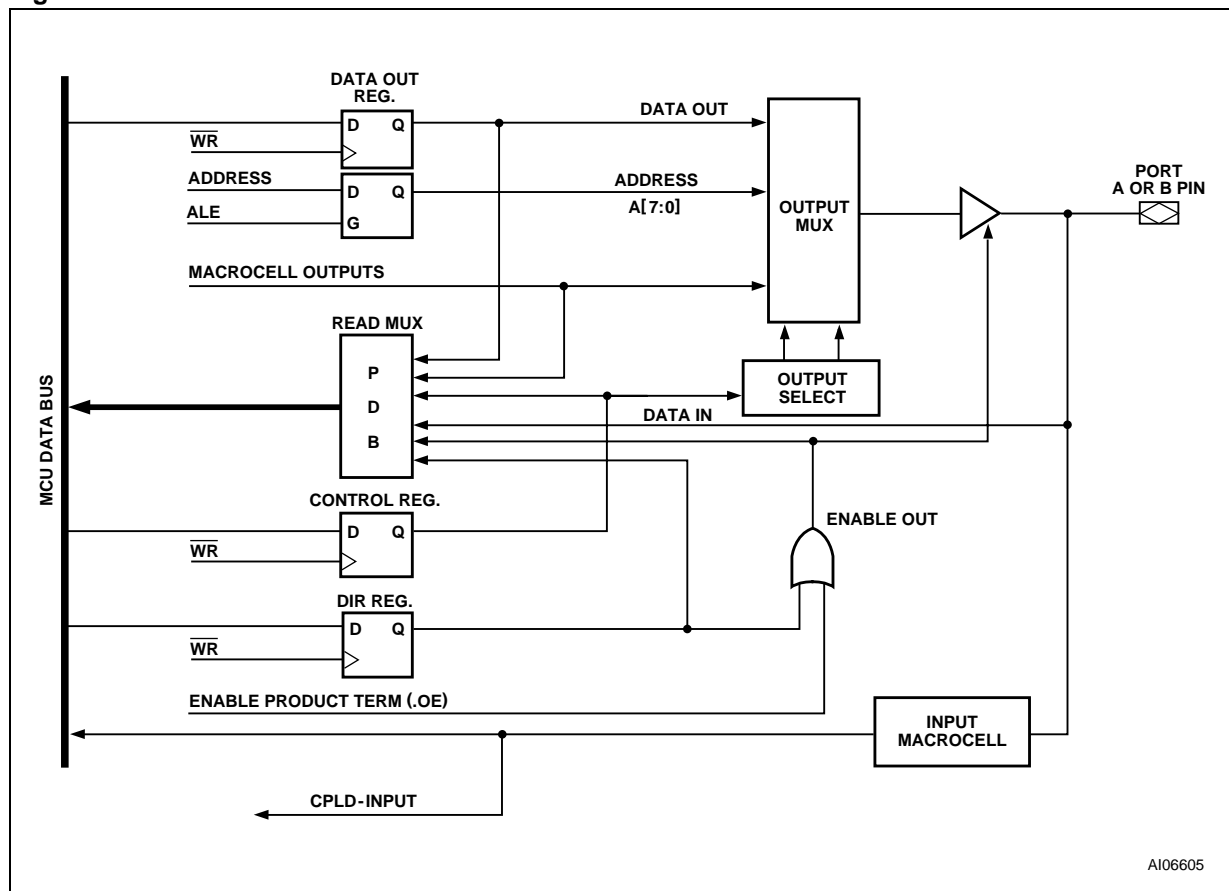 DATA OUT
REG.
D Q
WR
ADDRESS
D Q
ALE
G
DATA OUT
ADDRESS
A[7:0]
OUTPUT
MUX
PORT
A OR B PIN
MACROCELL OUTPUTS
READ MUX
P
D
B
OUTPUT
SELECT
DATA IN
MCU DATA BUS
CONTROL REG.
D Q
WR
ENABLE OUT
DIR REG.
D Q
WR
ENABLE PRODUCT TERM (.OE)
INPUT
MACROCELL
CPLD-INPUT
AI06605